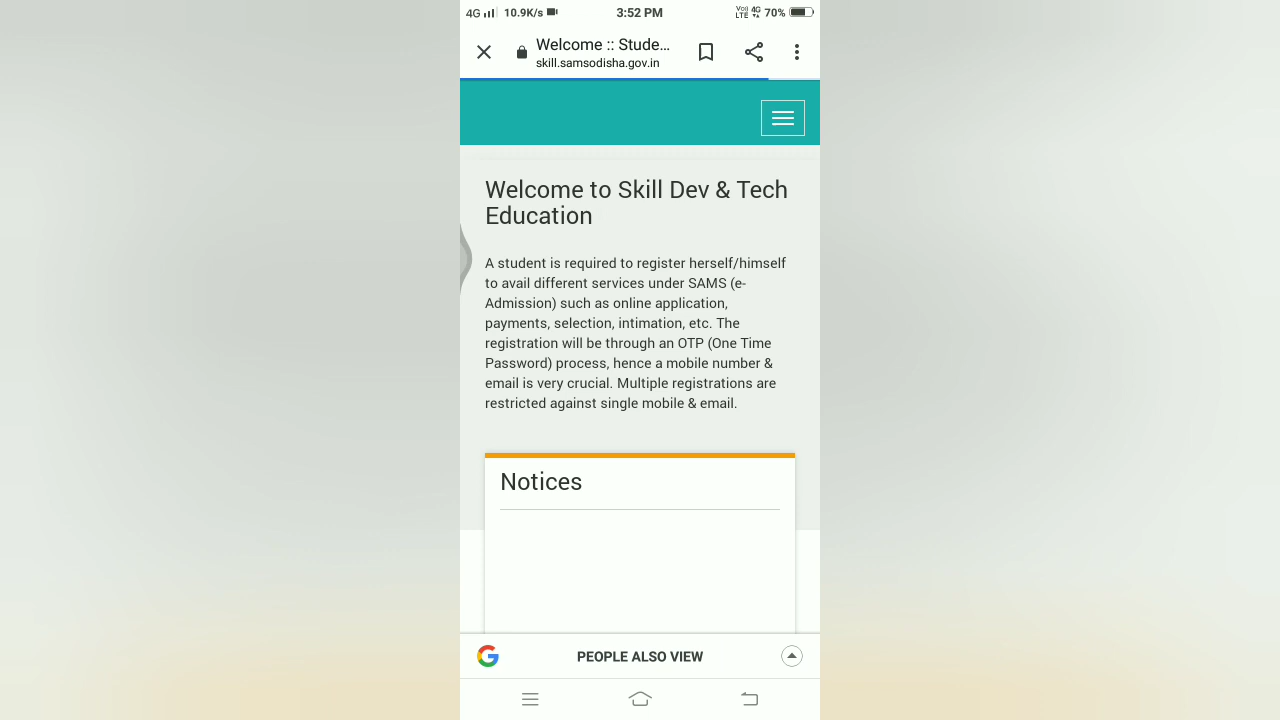 4G 10.9K/s 3:52 PM Vo)) LTE 4G 70%
Welcome :: Stude...
skill.samsodisha.gov.in
Welcome to Skill Dev & Tech
Education
A student is required to register herself/himself
to avail different services under SAMS (e-
Admission) such as online application,
payments, selection, intimation, etc. The
registration will be through an OTP (One Time
Password) process, hence a mobile number &
email is very crucial. Multiple registrations are
restricted against single mobile & email.
Notices
PEOPLE ALSO VIEW